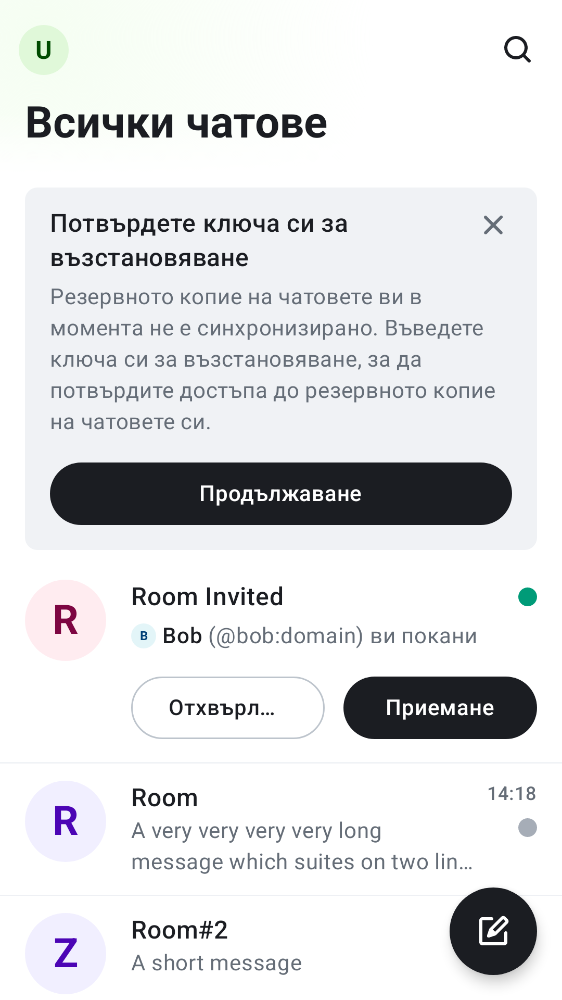 U
Всички чатове
Потвърдете ключа си за
възстановяване
Резервното копие на чатовете ви в
момента не е синхронизирано. Въведете
ключа си за възстановяване, за да
потвърдите достъпа до резервното копие
на чатовете си.
Продължаване
R
Room Invited
B Bob (@bob:domain) ви покани
Отхвърл…
Приемане
R
Room
14:18
A very very very very long
message which suites on two lin…
Z
Room#2
A short message